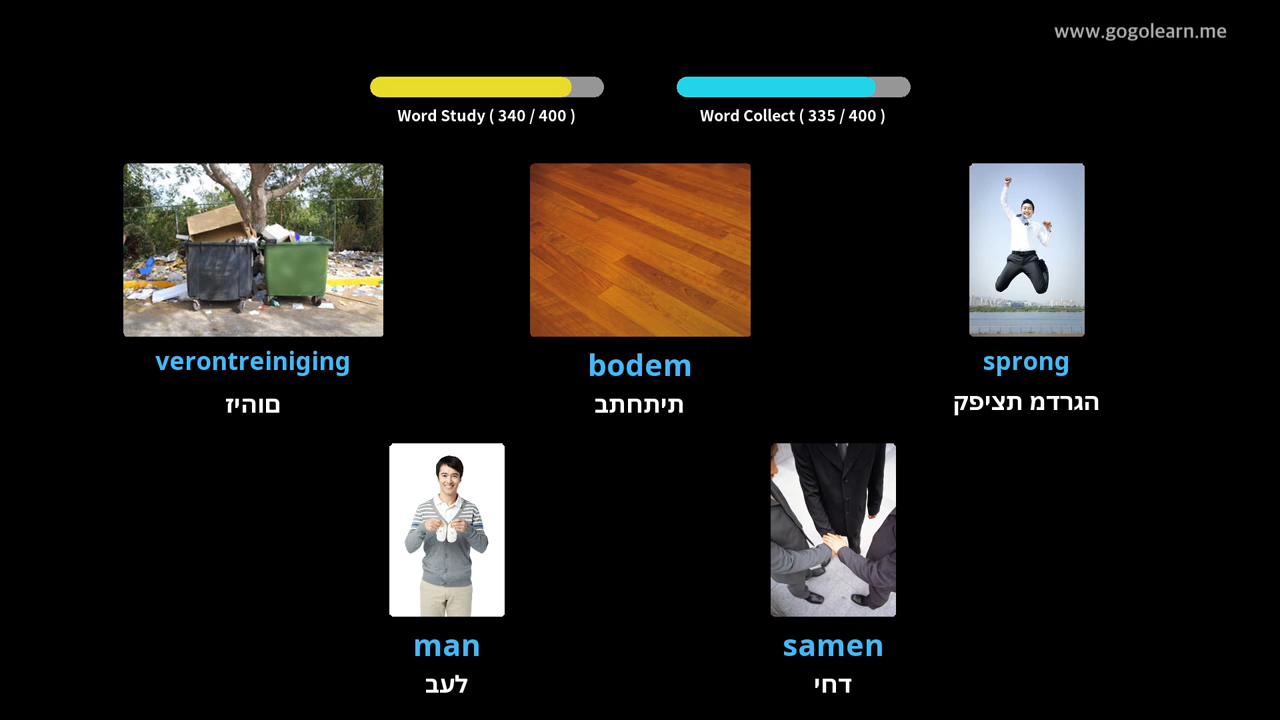 www.gogolearn.me
Word Study ( 340 / 400 )
Word Collect ( 335 / 400 )
verontreiniging
םוהיז
bodem
תיתחתב
sprong
הגרדמ תציפק
man
לעב
samen
דחי